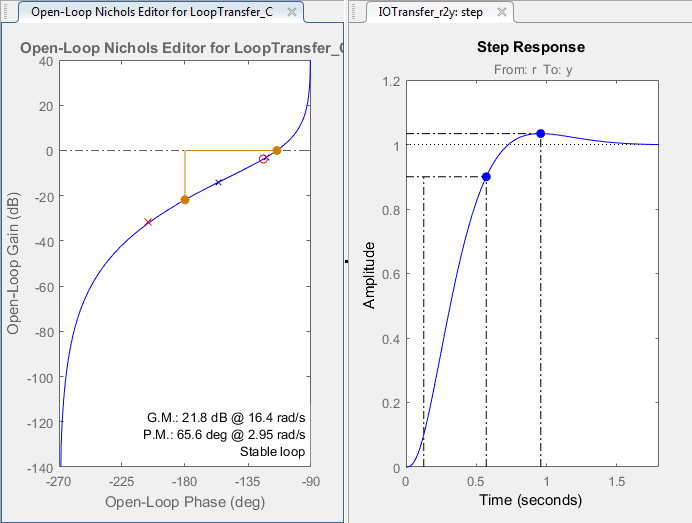 Open-Loop Nichols Editor for LoopTransfer_C
Open-Loop Nichols Editor for LoopTransfer_C
40
20
0
-20
-40
-60
-80
-100
-120
-140
Open-Loop Gain (dB)
G.M.: 21.8 dB @ 16.4 rad/s
P.M.: 65.6 deg @ 2.95 rad/s
Stable loop
-270
-225
-180
-135
-90
Open-Loop Phase (deg)
IOTransfer_r2y: step
Step Response
From: r To: y
1.2
1
0.8
0.6
0.4
0.2
0
Amplitude
0
0.5
1
1.5
Time (seconds)